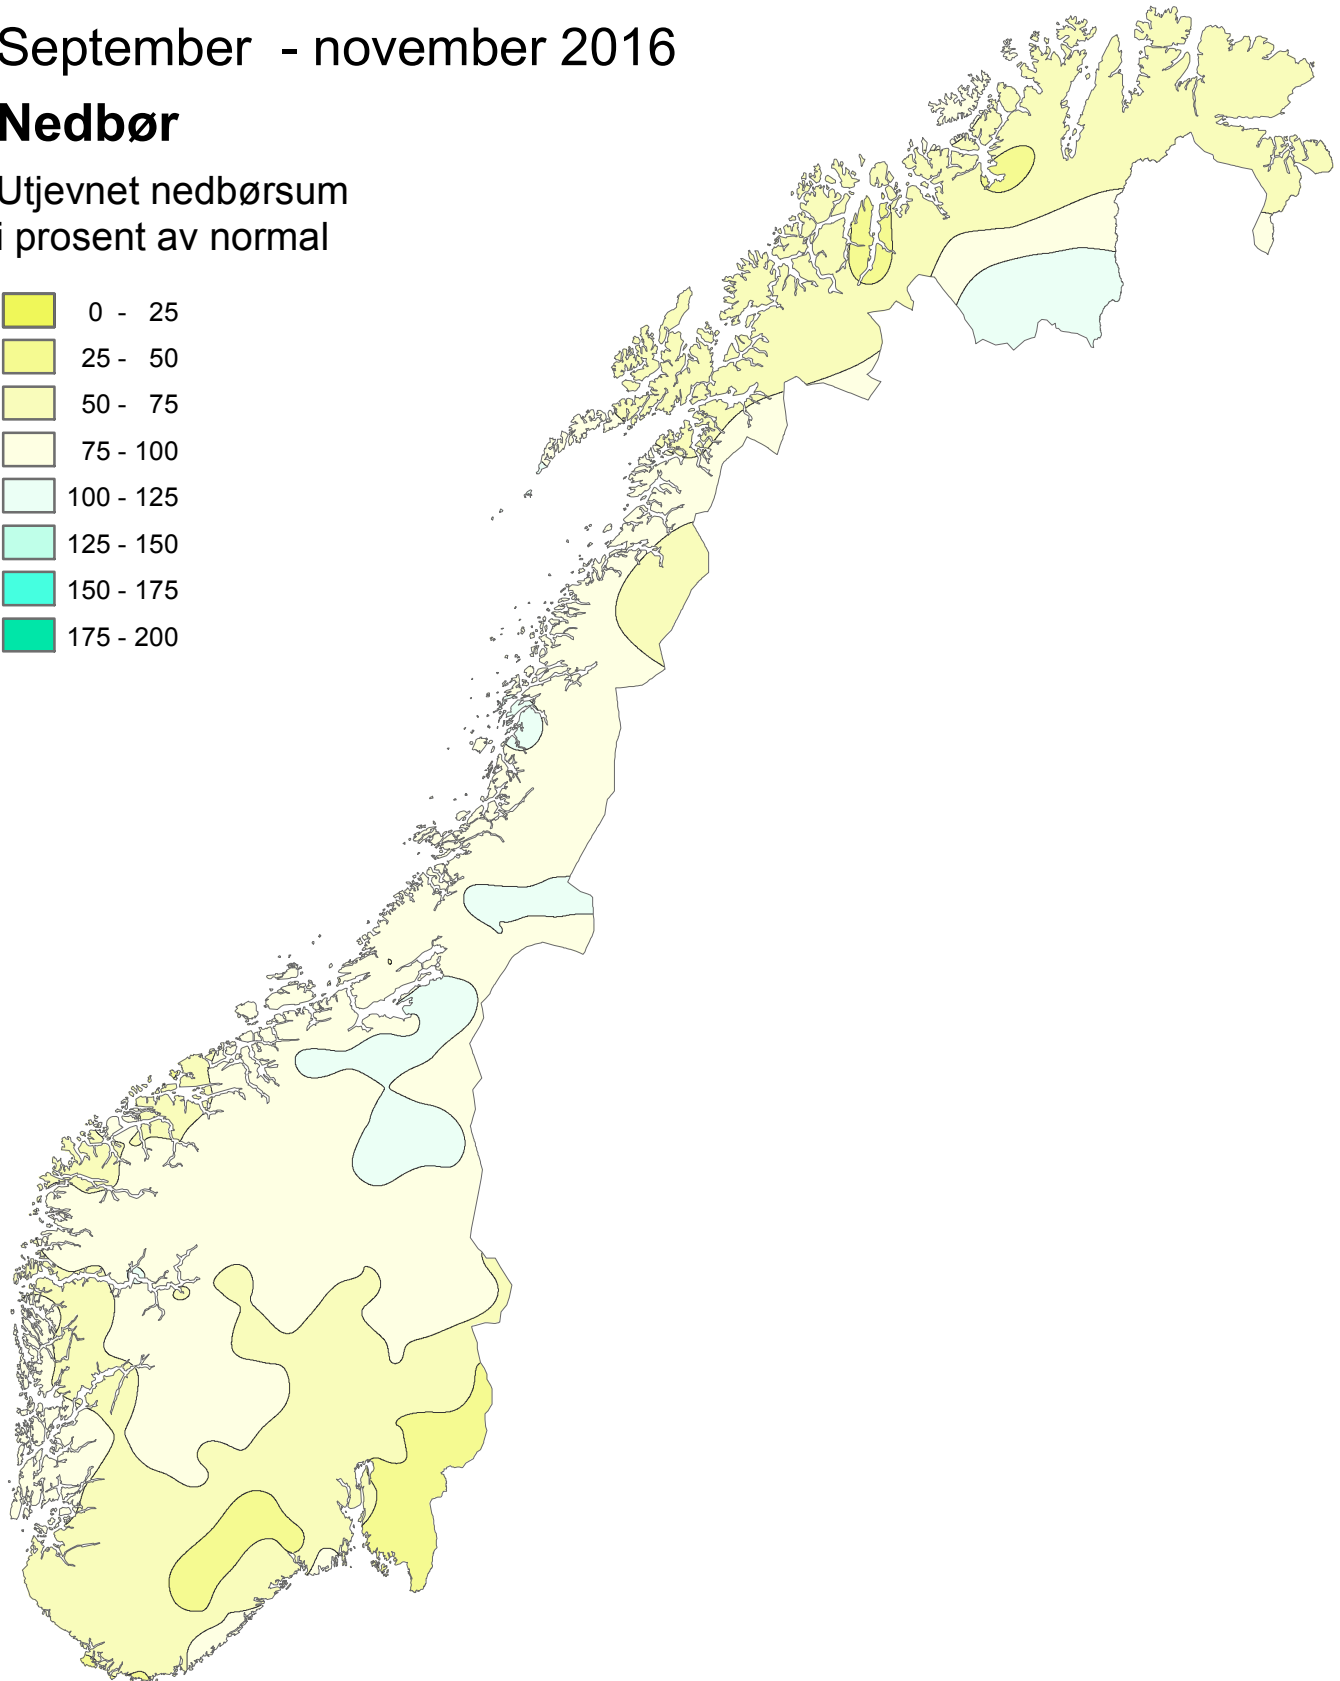 September - november 2016
Nedbør
Utjevnet nedbørsum
i prosent av normal
0 - 25
25 - 50
50 - 75
75 - 100
100 - 125
125 - 150
150 - 175
175 - 200